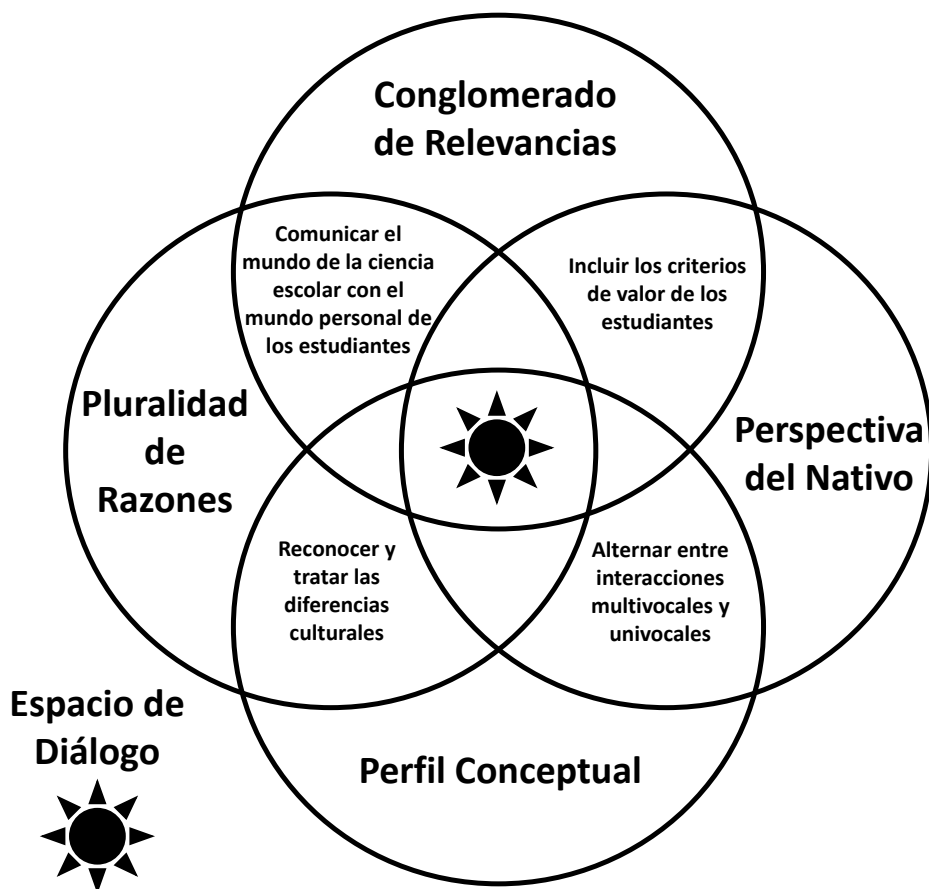 Conglomerado
de Relevancias
Comunicar el
mundo de la ciencia
escolar con el
mundo personal de
los estudiantes
Incluir los criterios
de valor de los
estudiantes
Pluralidad
de
Razones
Perspectiva
del Nativo
Reconocer y
tratar las
diferencias
culturales
Alternar entre
interacciones
multivocales y
univocales
Espacio de
Diálogo
Perfil Conceptual